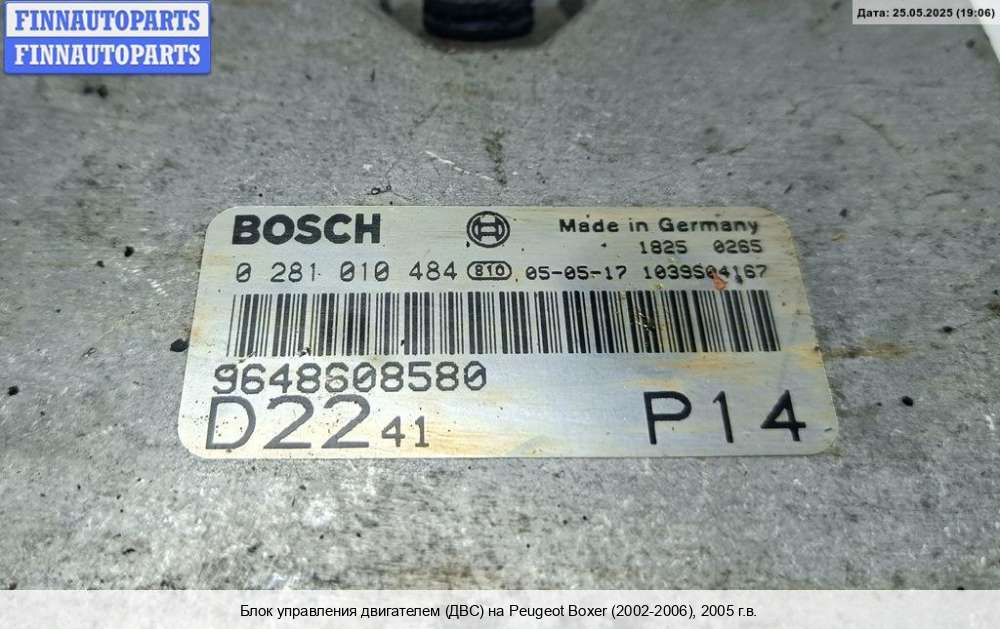 FINNAUTOPARTS
FINNAUTOPARTS
Дата: 25.05.2025 (19:06)
BOSCH
Made in Germany
1825 0265
0 281 010 484 810 05-05-17 1039S04167
9648608580
D22 41
P14
Блок управления двигателем (ДВС) на Peugeot Boxer (2002-2006), 2005 г.в.